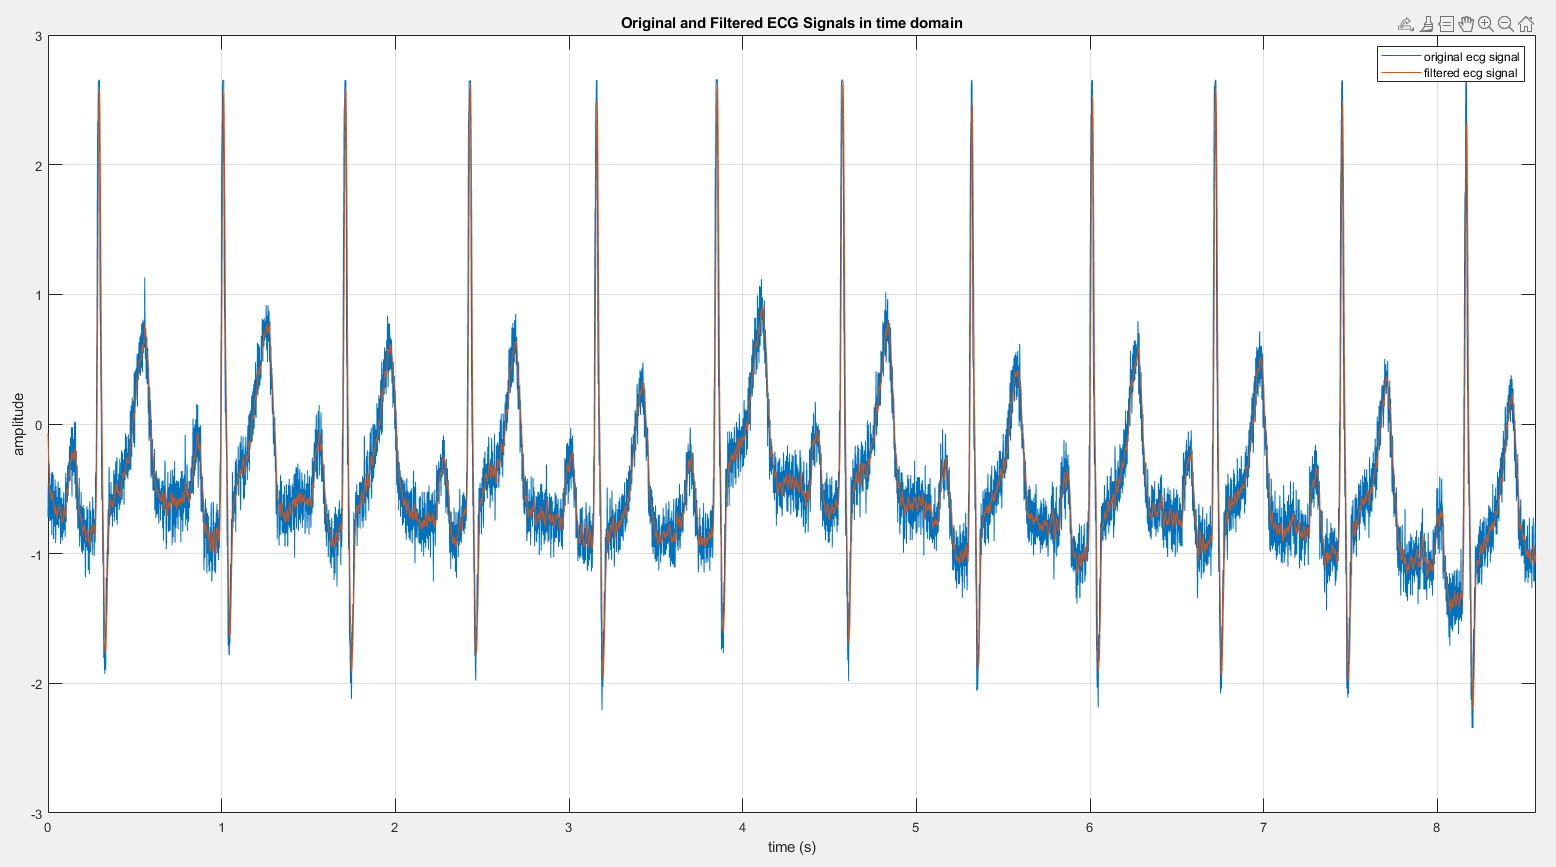 Original and Filtered ECG Signals in time domain
original ecg signal
filtered ecg signal
3
2
1
0
-1
-2
-3
amplitude
0 1 2 3 4 5 6 7 8
time (s)